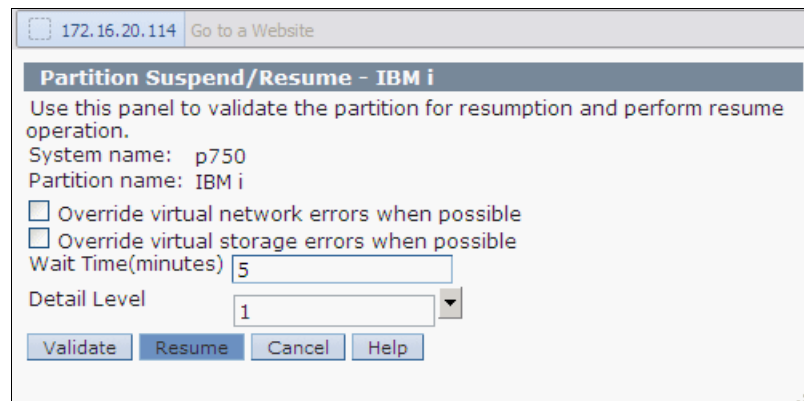 172.16.20.114 Go to a Website
Partition Suspend/Resume - IBM i
Use this panel to validate the partition for resumption and perform resume
operation.
System name: p750
Partition name: IBM i
Override virtual network errors when possible
Override virtual storage errors when possible
Wait Time(minutes) 5
Detail Level 1
Validate Resume Cancel Help